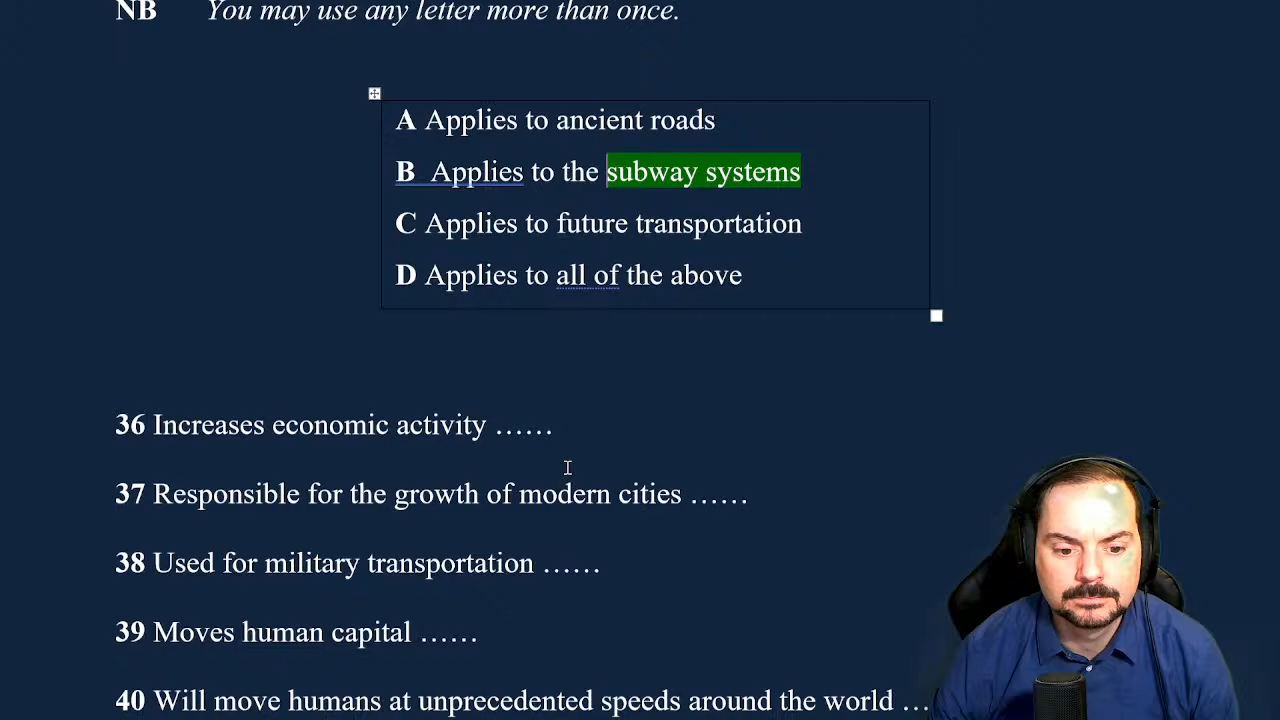 NB You may use any letter more than once.
A Applies to ancient roads
B Applies to the subway systems
C Applies to future transportation
D Applies to all of the above
36 Increases economic activity ……
37 Responsible for the growth of modern cities ……
38 Used for military transportation ……
39 Moves human capital ……
40 Will move humans at unprecedented speeds around the world …